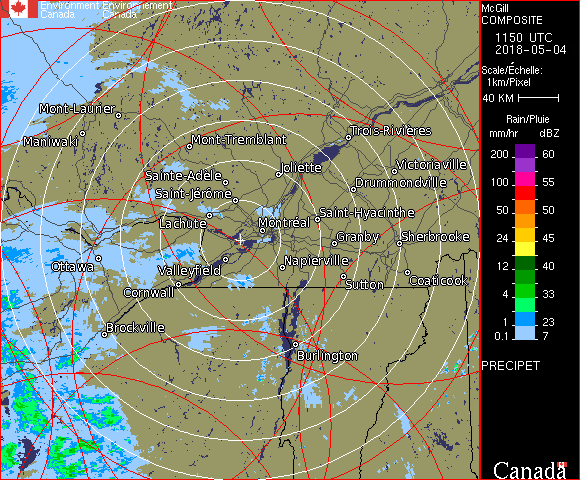 Environment Environnement
Canada Canada
McGill
COMPOSITE
1150 UTC
2018-05-04
Scale/Échelle:
1km/Pixel
40 KM
Rain/Pluie
mm/hr dBZ
200 60
100 55
50 50
24 45
12 40
4 33
1 23
0.1 7
PRECIPET
Canada
Mont-Laurier
Maniwaki
Mont-Tremblant
Trois-Rivières
Joliette
Victoriaville
Sainte-Adèle
Drummondville
Saint-Jérôme
Lachute
Saint-Hyacinthe
Montréal
Granby
Sherbrooke
Ottawa
Valleyfield
Napierville
Cornwall
Sutton
Coaticook
Brockville
Burlington